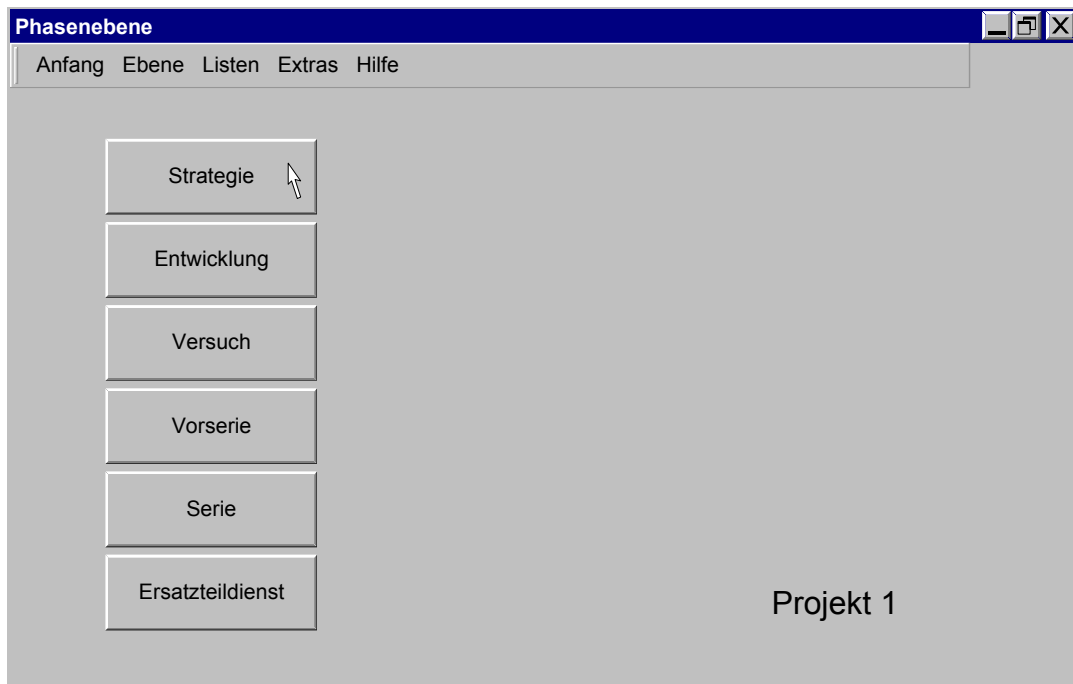 Phasenebene
Anfang Ebene Listen Extras Hilfe
Strategie
Entwicklung
Versuch
Vorserie
Serie
Ersatzteildienst
Projekt 1